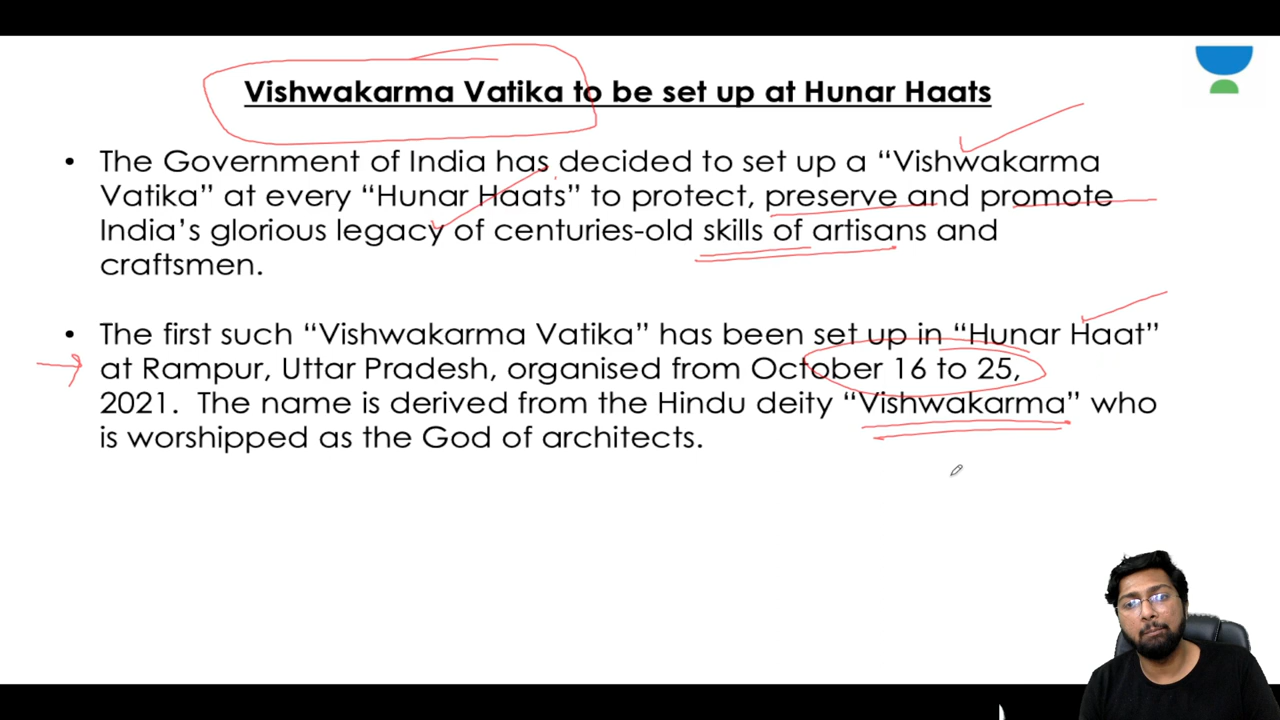 Vishwakarma Vatika to be set up at Hunar Haats
• The Government of India has decided to set up a “Vishwakarma
Vatika” at every “Hunar Haats” to protect, preserve and promote
India’s glorious legacy of centuries-old skills of artisans and
craftsmen.
• The first such “Vishwakarma Vatika” has been set up in “Hunar Haat”
at Rampur, Uttar Pradesh, organised from October 16 to 25,
2021. The name is derived from the Hindu deity “Vishwakarma” who
is worshipped as the God of architects.